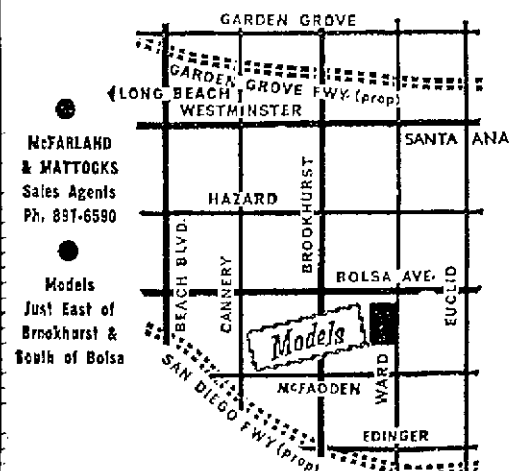 GARDEN GROVE
GARDEN GROVE FWY (prop)
LONG BEACH
WESTMINSTER
SANTA ANA
McFARLAND
& MATTOCKS
Sales Agents
Ph. 897-6590
HAZARD
BROOKHURST
BEACH BLVD.
CANNERY
BOLSA AVE.
EUCLID
Models
Just East of
Brookhurst &
South of Bolsa
Models
WARD
McFADDEN
SAN DIEGO FWY (prop)
EDINGER